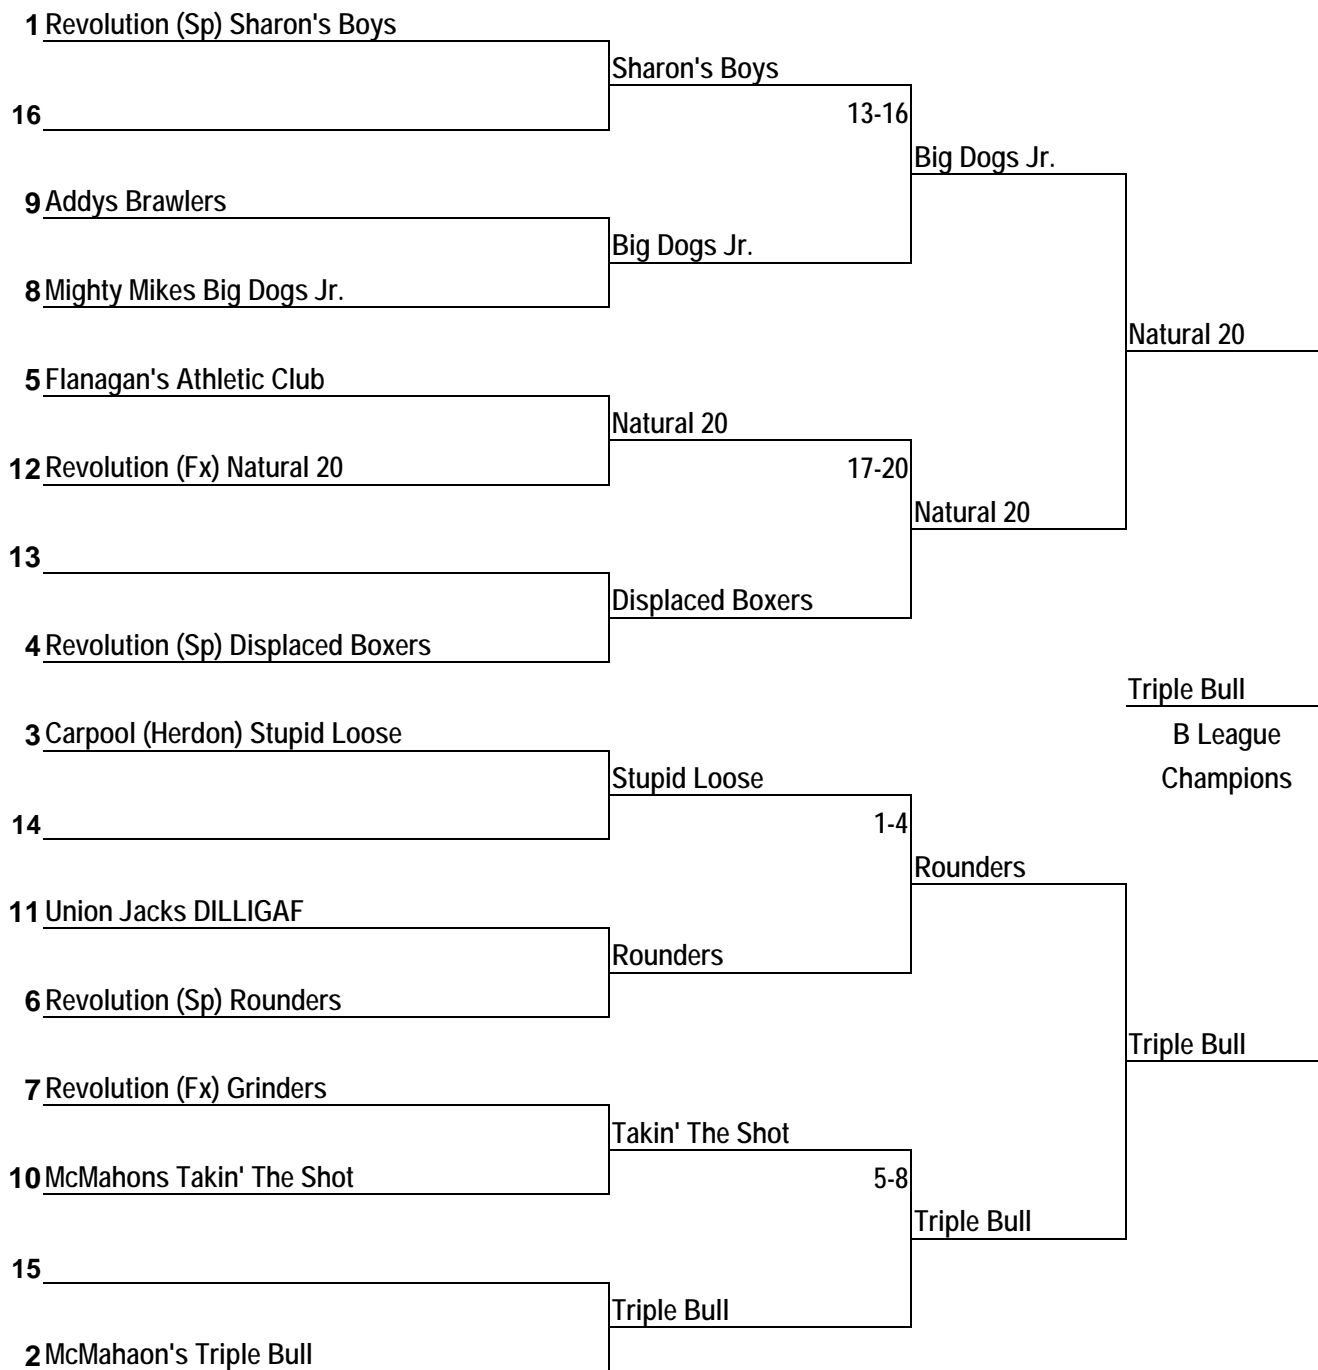 1 Revolution (Sp) Sharon's Boys
Sharon's Boys
16
13-16
Big Dogs Jr.
9 Addys Brawlers
Big Dogs Jr.
8 Mighty Mikes Big Dogs Jr.
Natural 20
5 Flanagan's Athletic Club
Natural 20
12 Revolution (Fx) Natural 20
17-20
Natural 20
13
Displaced Boxers
4 Revolution (Sp) Displaced Boxers
Triple Bull
3 Carpool (Herdon) Stupid Loose
B League
Stupid Loose
Champions
14
1-4
Rounders
11 Union Jacks DILLIGAF
Rounders
6 Revolution (Sp) Rounders
Triple Bull
7 Revolution (Fx) Grinders
Takin' The Shot
10 McMahons Takin' The Shot
5-8
Triple Bull
15
Triple Bull
2 McMahaon's Triple Bull